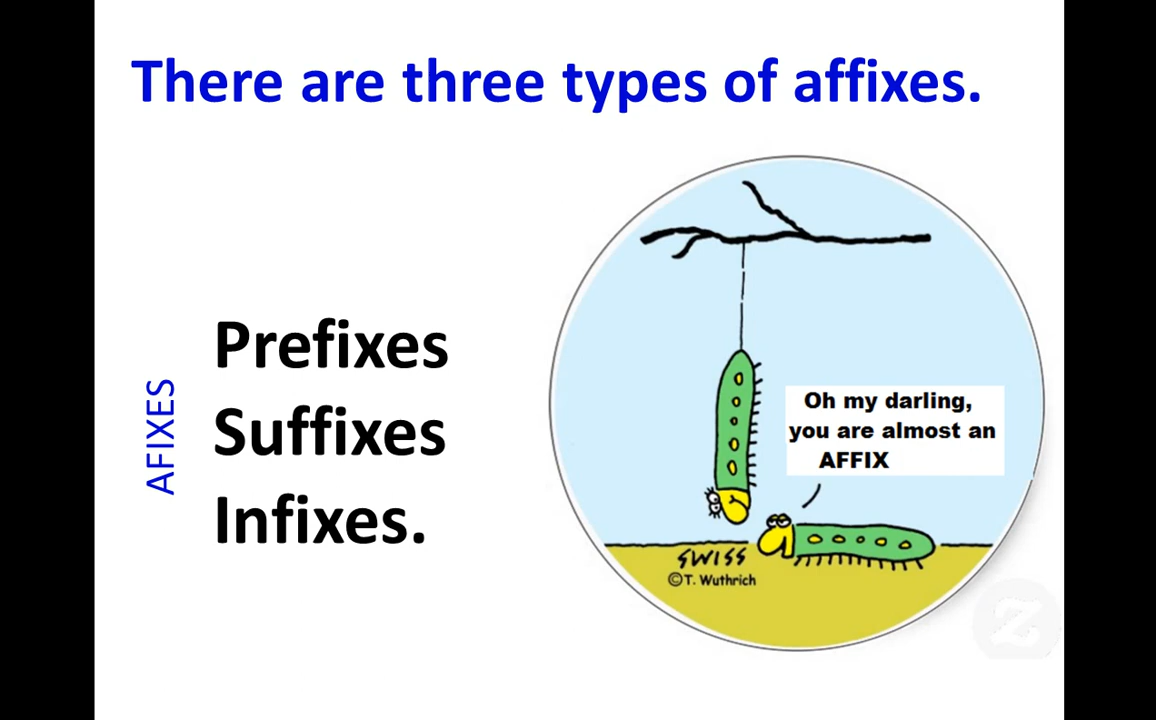 There are three types of affixes.
AFIXES
Prefixes
Suffixes
Infixes.
Oh my darling,
you are almost an
AFFIX
SWISS
©T. Wuthrich
Z